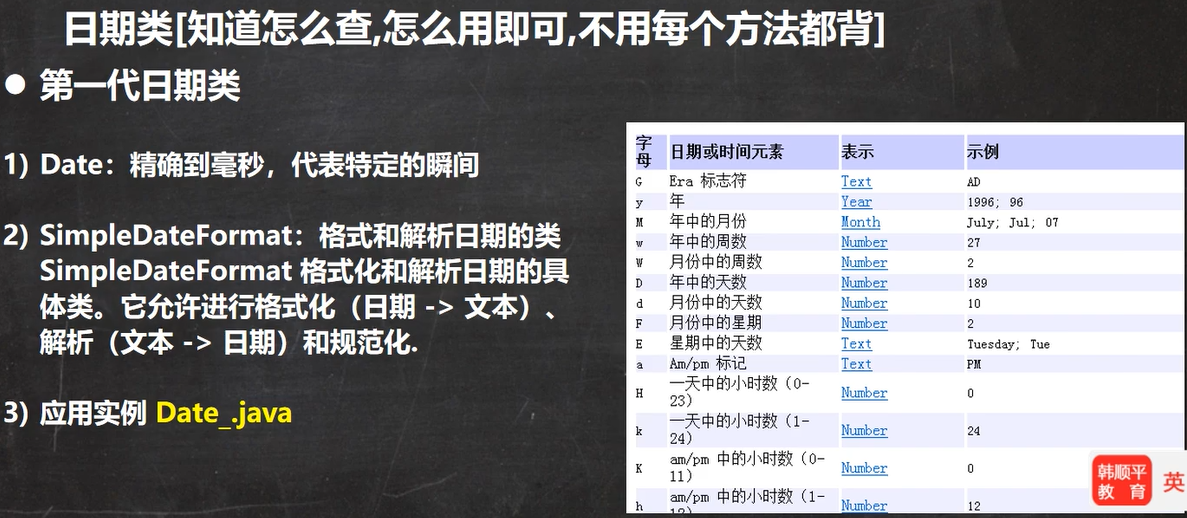 日期类[知道怎么查,怎么用即可,不用每个方法都背]
● 第一代日期类
1) Date：精确到毫秒，代表特定的瞬间
2) SimpleDateFormat：格式和解析日期的类
SimpleDateFormat 格式化和解析日期的具
体类。它允许进行格式化（日期 -> 文本）、
解析（文本 -> 日期）和规范化.
3) 应用实例 Date_.java
字母 日期或时间元素 表示 示例
G Era 标志符 Text AD
y 年 Year 1996; 96
M 年中的月份 Month July; Jul; 07
w 年中的周数 Number 27
W 月份中的周数 Number 2
D 年中的天数 Number 189
d 月份中的天数 Number 10
F 月份中的星期 Number 2
E 星期中的天数 Text Tuesday; Tue
a Am/pm 标记 Text PM
H 一天中的小时数（0-
23） Number 0
k 一天中的小时数（1-
24） Number 24
K am/pm 中的小时数（0-
11） Number 0
h am/pm 中的小时数（1-
12） Number 12
韩顺平
教育
英